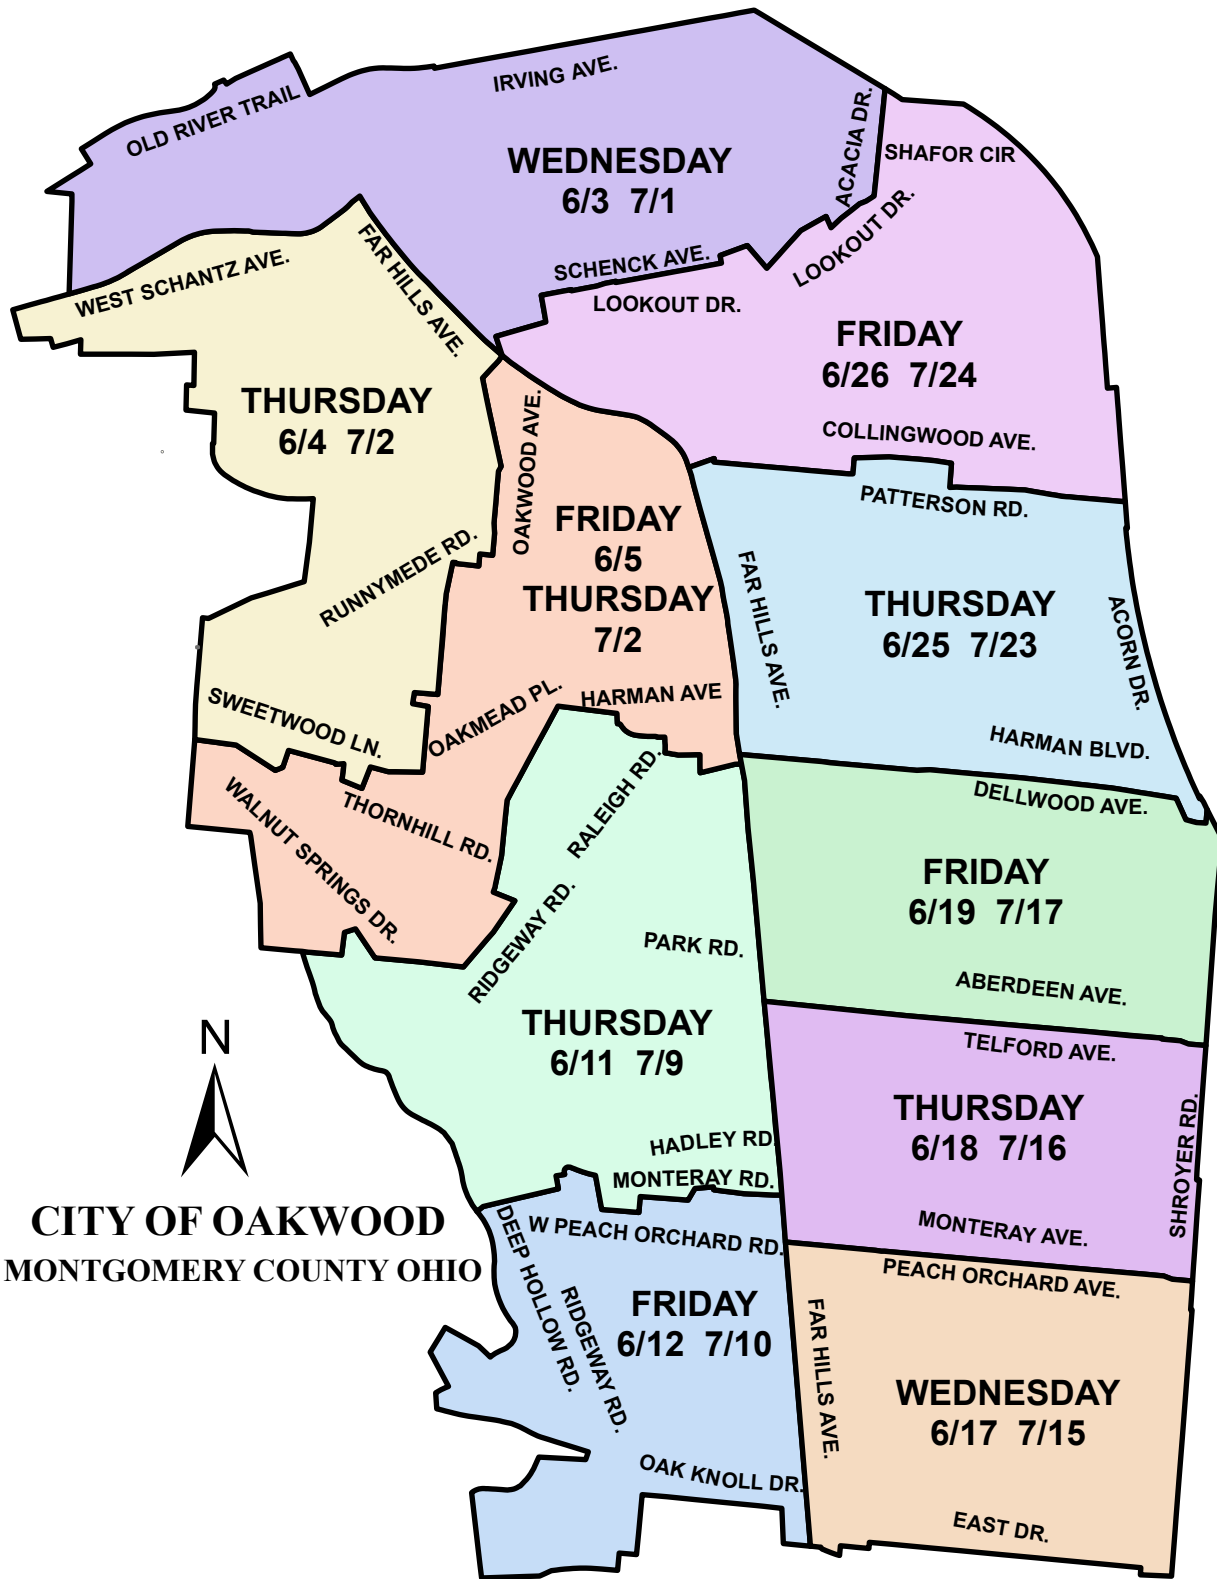 IRVING AVE.
OLD RIVER TRAIL
ACACIA DR.
SHAFOR CIR
WEDNESDAY
6/3 7/1
WEST SCHANTZ AVE.
FAR HILLS AVE.
SCHENCK AVE.
LOOKOUT DR.
LOOKOUT DR.
FRIDAY
6/26 7/24
COLLINGWOOD AVE.
THURSDAY
6/4 7/2
RUNNYMEDE RD.
SWEETWOOD LN.
OAKWOOD AVE.
FRIDAY
6/5
THURSDAY
7/2
OAKMEAD PL.
HARMAN AVE
THORNHILL RD.
WALNUT SPRINGS DR.
PATTERSON RD.
FAR HILLS AVE.
THURSDAY
6/25 7/23
ACORN DR.
HARMAN BLVD.
DELLWOOD AVE.
FRIDAY
6/19 7/17
ABERDEEN AVE.
RALEIGH RD.
RIDGEWAY RD.
PARK RD.
THURSDAY
6/11 7/9
HADLEY RD.
MONTERAY RD.
TELFORD AVE.
THURSDAY
6/18 7/16
SHROYER RD.
MONTERAY AVE.
N
CITY OF OAKWOOD
MONTGOMERY COUNTY OHIO
W PEACH ORCHARD RD.
DEEP HOLLOW RD.
RIDGEWAY RD.
FRIDAY
6/12 7/10
OAK KNOLL DR.
PEACH ORCHARD AVE.
FAR HILLS AVE.
WEDNESDAY
6/17 7/15
EAST DR.